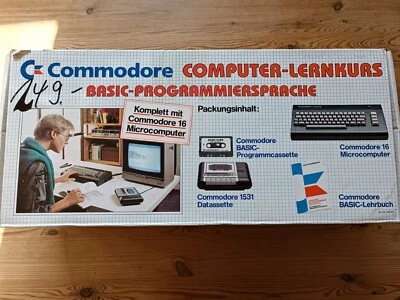 Commodore COMPUTER-LERNKURS
149.-
BASIC-PROGRAMMIERSPRACHE
Komplett mit
Commodore 16
Microcomputer
Packungsinhalt:
Commodore
BASIC-
Programmcassette
Commodore 16
Microcomputer
Commodore 1531
Datassette
Commodore
BASIC-Lehrbuch